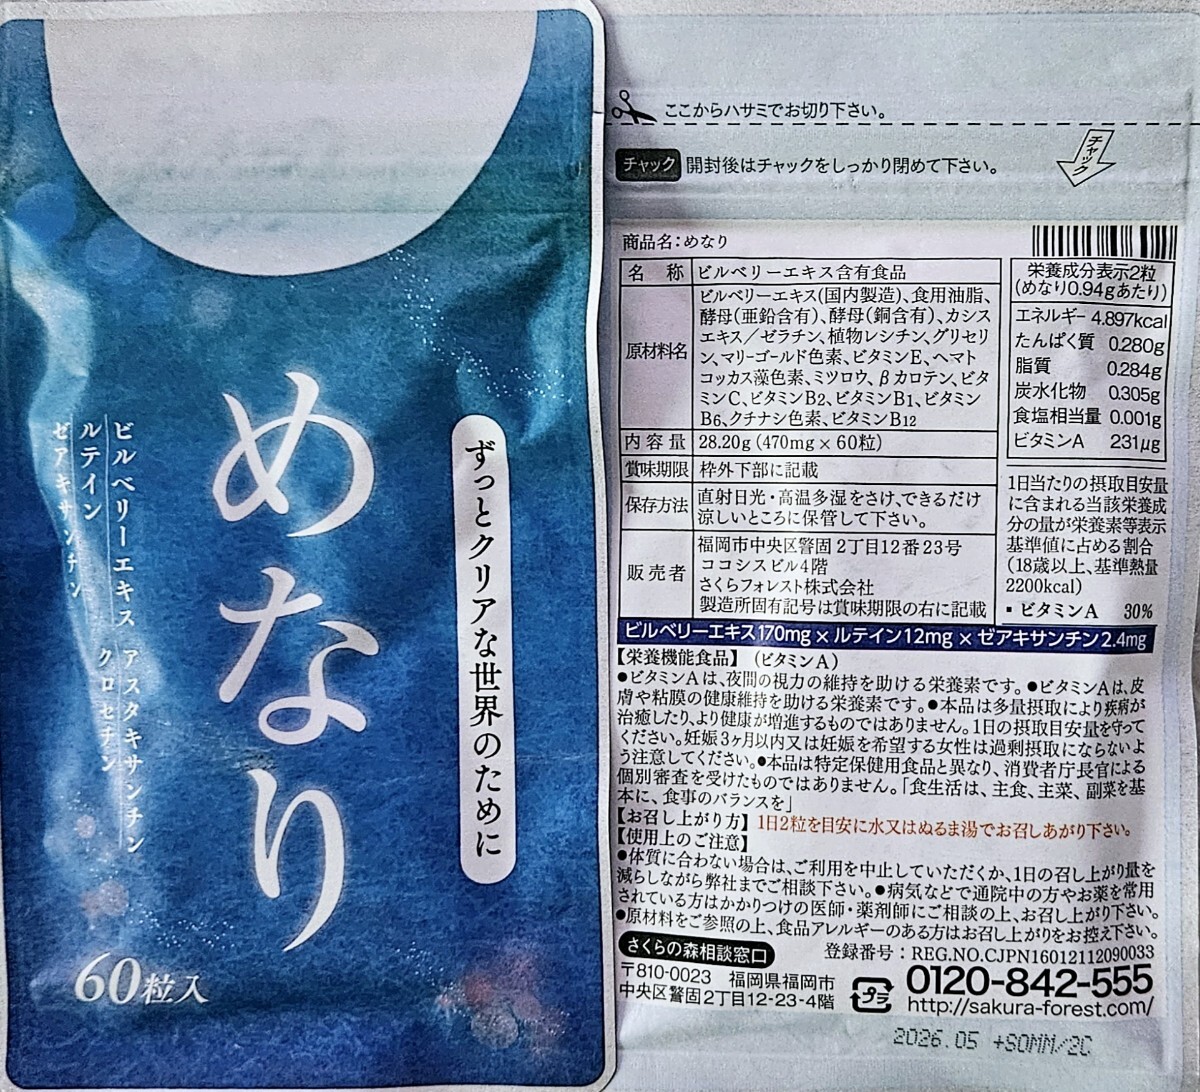 めなり
ずっとクリアな世界のために
ビルベリーエキス
ルテイン
ゼアキサンチン
アスタキサンチン
クロセチン
60粒入
ここからハサミでお切り下さい。
チャック 開封後はチャックをしっかり閉めて下さい。
チャック
商品名：めなり
名称 ビルベリーエキス含有食品
原材料名 ビルベリーエキス(国内製造)、食用油脂、
酵母(亜鉛含有)、酵母(銅含有)、カシス
エキス／ゼラチン、植物レシチン、グリセリ
ン、マリーゴールド色素、ビタミンE、ヘマト
コッカス藻色素、ミツロウ、βカロテン、ビタ
ミンC、ビタミンB2、ビタミンB1、ビタミン
B6、クチナシ色素、ビタミンB12
内容量 28.20g(470mg×60粒)
賞味期限 枠外下部に記載
保存方法 直射日光・高温多湿をさけ、できるだけ
涼しいところに保管して下さい。
販売者 福岡市中央区警固2丁目12番23号
ココシスビル4階
さくらフォレスト株式会社
製造所固有記号は賞味期限の右に記載
栄養成分表示2粒
(めなり0.94gあたり)
エネルギー 4.897kcal
たんぱく質 0.280g
脂質 0.284g
炭水化物 0.305g
食塩相当量 0.001g
ビタミンA 231μg
1日当たりの摂取目安量
に含まれる当該栄養成
分の量が栄養素等表示
基準値に占める割合
(18歳以上、基準熱量
2200kcal)
▪ ビタミンA 30%
ビルベリーエキス170mg×ルテイン12mg×ゼアキサンチン2.4mg
【栄養機能食品】(ビタミンA)
●ビタミンAは、夜間の視力の維持を助ける栄養素です。●ビタミンAは、皮
膚や粘膜の健康維持を助ける栄養素です。●本品は多量摂取により疾病が
治癒したり、より健康が増進するものではありません。1日の摂取目安量を守って
ください。妊娠3ヶ月以内又は妊娠を希望する女性は過剰摂取にならないよ
う注意してください。●本品は特定保健用食品と異なり、消費者庁長官による
個別審査を受けたものではありません。「食生活は、主食、主菜、副菜を基
本に、食事のバランスを」
【お召し上がり方】1日2粒を目安に水又はぬるま湯でお召しあがり下さい。
【使用上のご注意】
●体質に合わない場合は、ご利用を中止していただくか、1日の召し上がり量を
減らしながら弊社までご相談下さい。●病気などで通院中の方やお薬を常用
されている方はかかりつけの医師・薬剤師にご相談の上、お召し上がり下さい。
●原材料をご参照の上、食品アレルギーのある方はお召し上がりをお控え下さい。
さくらの森相談窓口
登録番号：REG.NO.CJPN16012112090033
〒810-0023 福岡県福岡市
中央区警固2丁目12-23-4階
プラ
0120-842-555
http://sakura-forest.com/
2026.05 +SOMM/2C